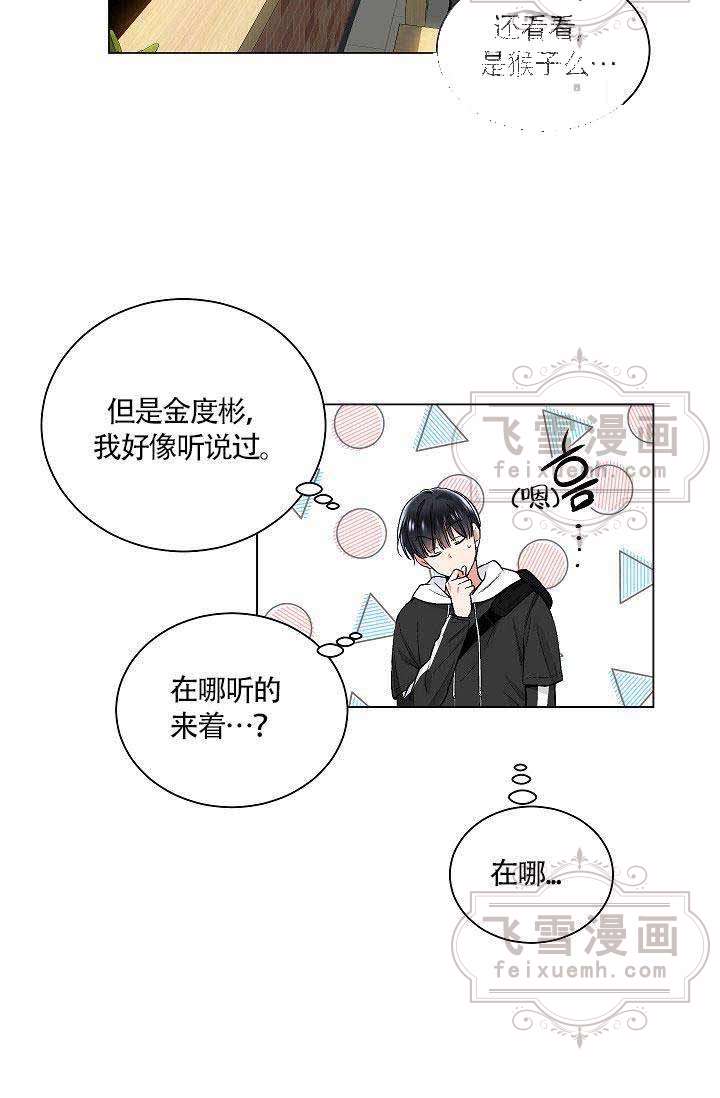 还看看,
是猴子么…
但是金度彬,
我好像听说过。
飞雪漫画
feixuemh.com
음…
(嗯)
在哪听的
来着…?
在哪...
飞雪漫画
feixuemh.com